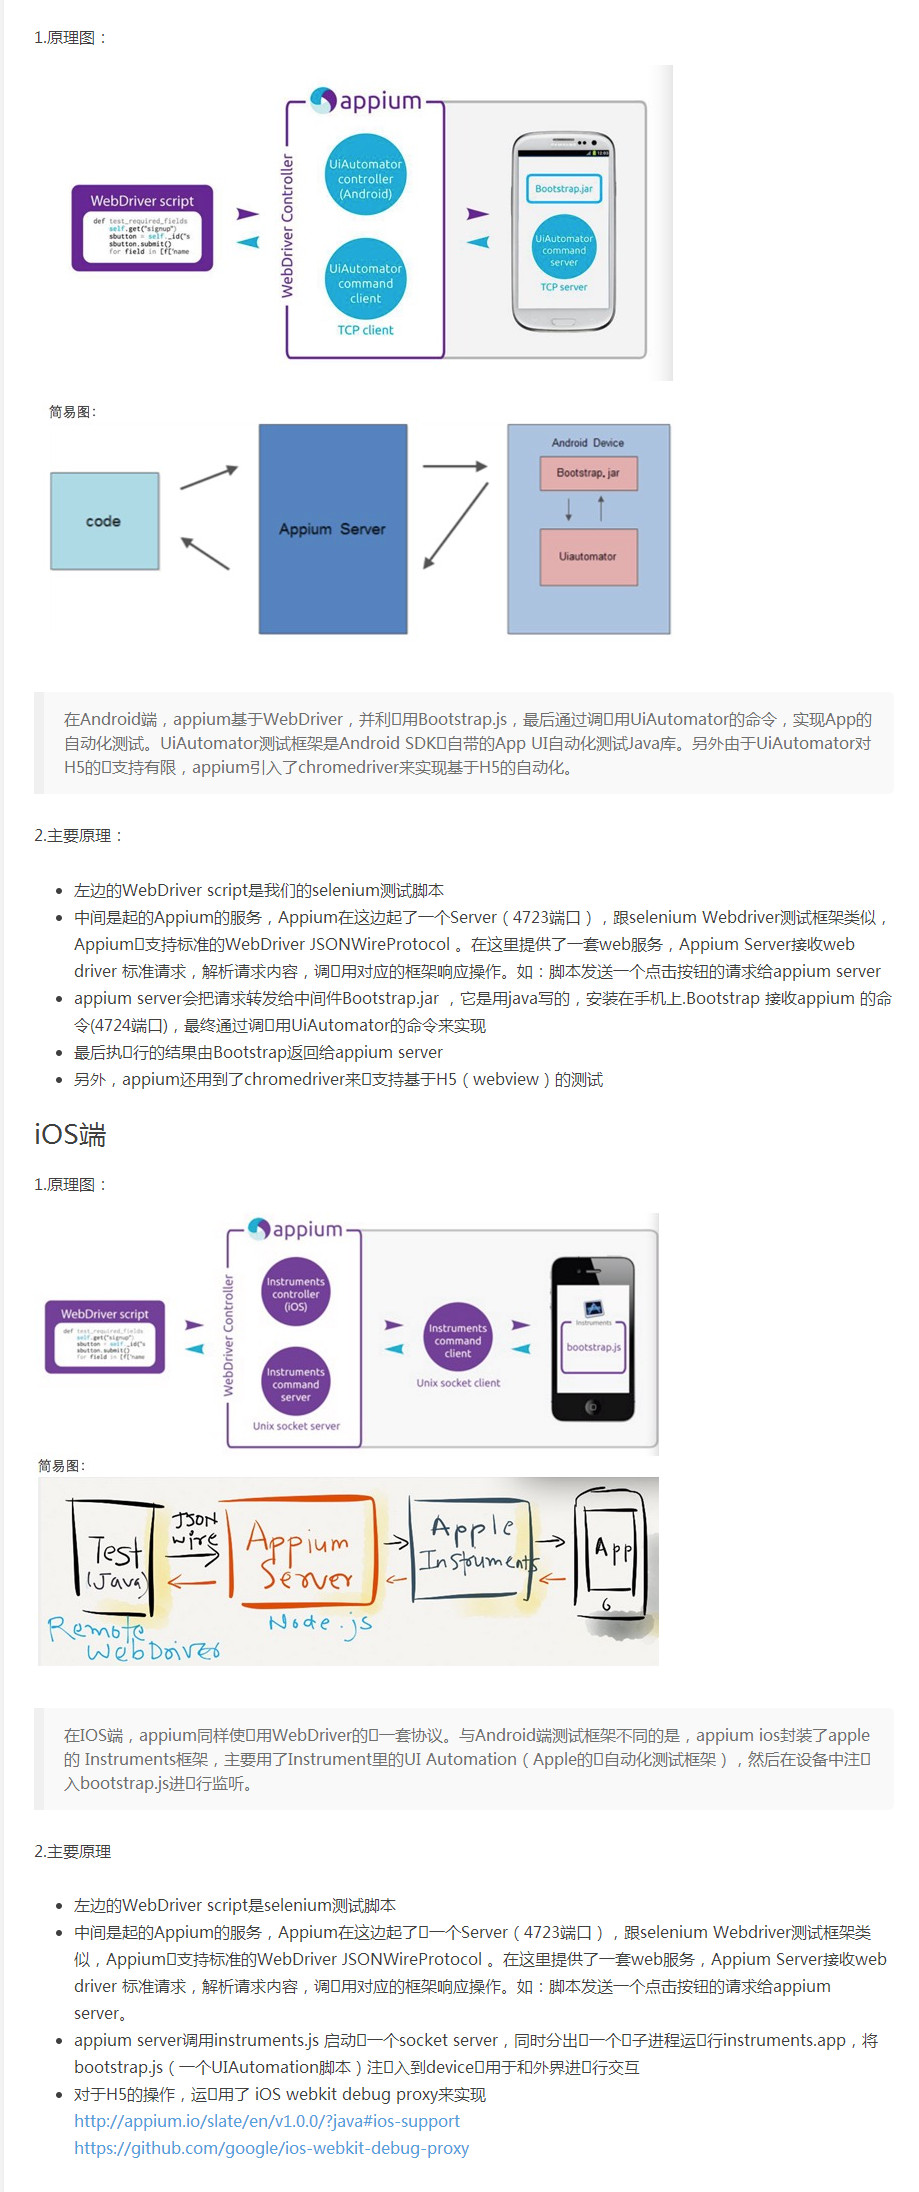 1.原理图：
appium
WebDriver script
def test_required_fields
self.get("signup")
sbutton = self._id("s
sbutton.submit()
for field in [f['name
WebDriver Controller
UiAutomator
controller
(Android)
UiAutomator
command
client
TCP client
Bootstrap.jar
UiAutomator
command
server
TCP server
简易图：
code
Appium Server
Android Device
Bootstrap.jar
Uiautomator
在Android端，appium基于WebDriver，并利用Bootstrap.js，最后通过调用UiAutomator的命令，实现App的
自动化测试。UiAutomator测试框架是Android SDK自带的App UI自动化测试Java库。另外由于UiAutomator对
H5的支持有限，appium引入了chromedriver来实现基于H5的自动化。
2.主要原理：
左边的WebDriver script是我们的selenium测试脚本
中间是起的Appium的服务，Appium在这边起了一个Server（4723端口），跟selenium Webdriver测试框架类似，
Appium支持标准的WebDriver JSONWireProtocol 。在这里提供了一套web服务，Appium Server接收web
driver 标准请求，解析请求内容，调用对应的框架响应操作。如：脚本发送一个点击按钮的请求给appium server
appium server会把请求转发给中间件Bootstrap.jar ，它是用java写的，安装在手机上.Bootstrap 接收appium 的命
令(4724端口)，最终通过调用UiAutomator的命令来实现
最后执行的结果由Bootstrap返回给appium server
另外，appium还用到了chromedriver来支持基于H5（webview）的测试
iOS端
1.原理图：
appium
WebDriver script
def test_required_fields
self.get("signup")
sbutton = self._id("s
sbutton.submit()
for field in [f['name
WebDriver Controller
Instruments
controller
(iOS)
Instruments
command
server
Unix socket server
Instruments
command
client
Unix socket client
Instruments
bootstrap.js
简易图：
Test
(Java)
JSON
wire
Appium
Server
Apple
Instruments
App
Remote
WebDriver
Node.js
在IOS端，appium同样使用WebDriver的一套协议。与Android端测试框架不同的是，appium ios封装了apple
的 Instruments框架，主要用了Instrument里的UI Automation（Apple的自动化测试框架），然后在设备中注
入bootstrap.js进行监听。
2.主要原理
左边的WebDriver script是selenium测试脚本
中间是起的Appium的服务，Appium在这边起了一个Server（4723端口），跟selenium Webdriver测试框架类
似，Appium支持标准的WebDriver JSONWireProtocol 。在这里提供了一套web服务，Appium Server接收web
driver 标准请求，解析请求内容，调用对应的框架响应操作。如：脚本发送一个点击按钮的请求给appium
server。
appium server调用instruments.js 启动一个socket server，同时分出一个子进程运行instruments.app，将
bootstrap.js（一个UIAutomation脚本）注入到device用于和外界进行交互
对于H5的操作，运用了 iOS webkit debug proxy来实现
http://appium.io/slate/en/v1.0.0/?java#ios-support
https://github.com/google/ios-webkit-debug-proxy